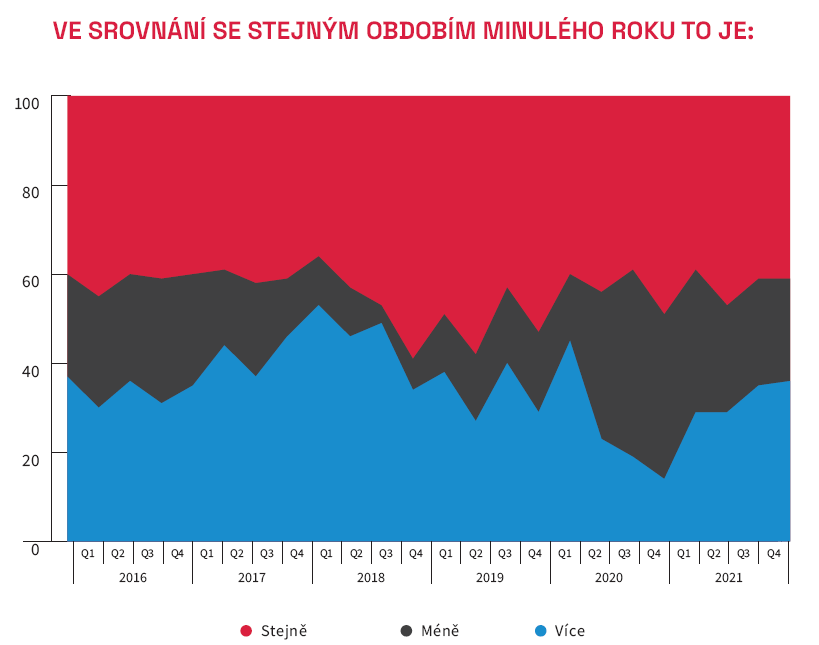 VE SROVNÁNÍ SE STEJNÝM OBDOBÍM MINULÉHO ROKU TO JE:
100
80
60
40
20
0
Q1 Q2 Q3 Q4 Q1 Q2 Q3 Q4 Q1 Q2 Q3 Q4 Q1 Q2 Q3 Q4 Q1 Q2 Q3 Q4 Q1 Q2 Q3 Q4
2016 2017 2018 2019 2020 2021
Stejně Méně Více